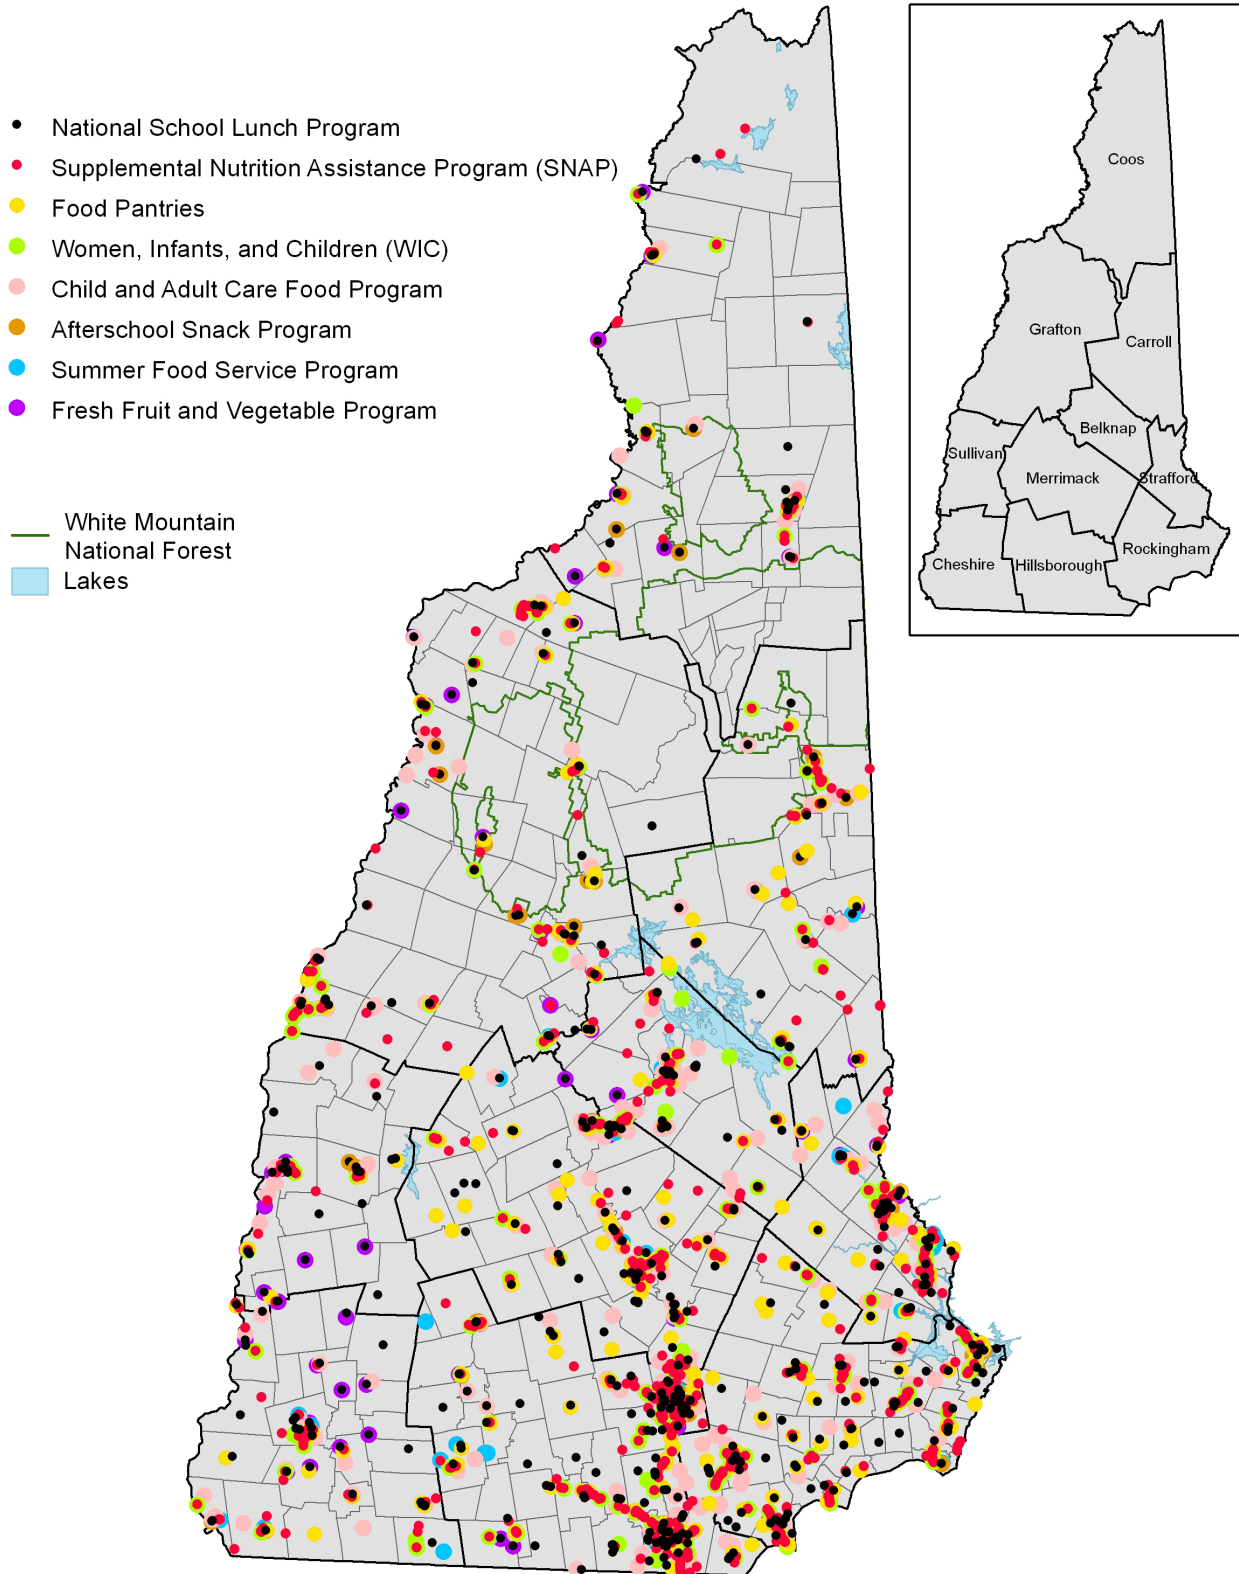 National School Lunch Program
Supplemental Nutrition Assistance Program (SNAP)
Food Pantries
Women, Infants, and Children (WIC)
Child and Adult Care Food Program
Afterschool Snack Program
Summer Food Service Program
Fresh Fruit and Vegetable Program
White Mountain
National Forest
Lakes
Coos
Grafton
Carroll
Belknap
Sullivan
Merrimack
Strafford
Rockingham
Cheshire
Hillsborough